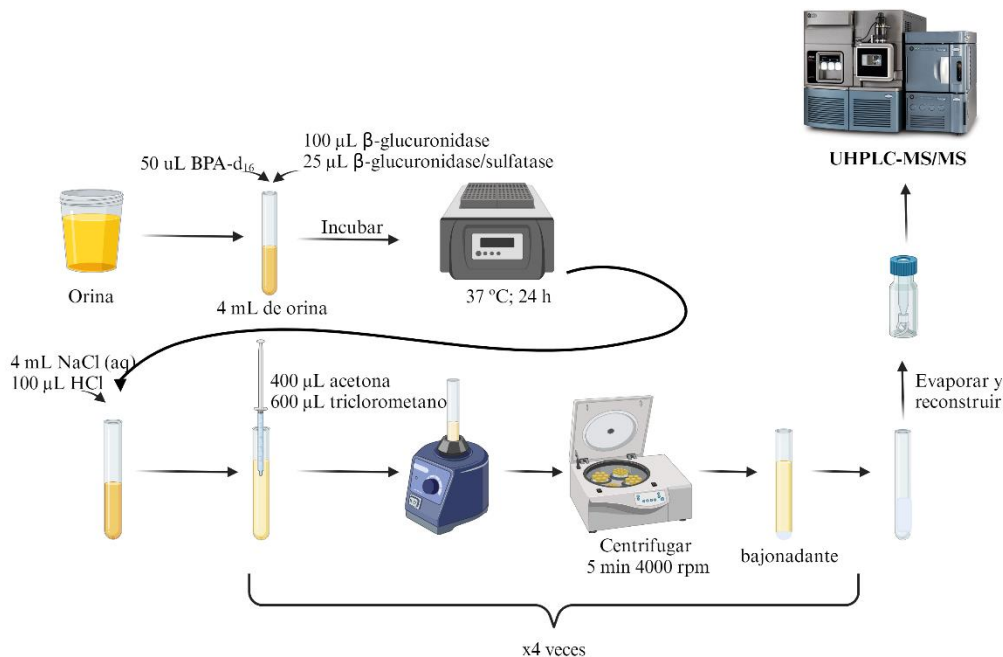 UHPLC-MS/MS
50 uL BPA-d₁₆
100 µL β-glucuronidase
25 µL β-glucuronidase/sulfatase
Incubar
Orina
4 mL de orina
37 ºC; 24 h
4 mL NaCl (aq)
100 µL HCl
400 µL acetona
600 µL triclorometano
Evaporar y
reconstruir
Centrifugar
5 min 4000 rpm
bajonadante
x4 veces